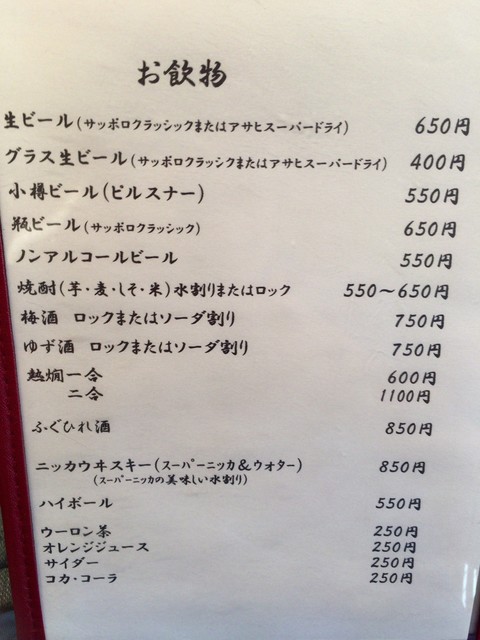 お飲物
生ビール(サッポロクラッシックまたはアサヒスーパードライ) 650円
グラス生ビール(サッポロクラッシクまたはアサヒスーパードライ) 400円
小樽ビール(ピルスナー) 550円
瓶ビール(サッポロクラッシック) 650円
ノンアルコールビール 550円
焼酎(芋・麦・しそ・米)水割りまたはロック 550〜650円
梅酒 ロックまたはソーダ割り 750円
ゆず酒 ロックまたはソーダ割り 750円
熱燗一合 600円
二合 1100円
ふぐひれ酒 850円
ニッカウヰスキー(スーパーニッカ&ウォター) 850円
(スーパーニッカの美味しい水割り)
ハイボール 550円
ウーロン茶 250円
オレンジジュース 250円
サイダー 250円
コカ・コーラ 250円